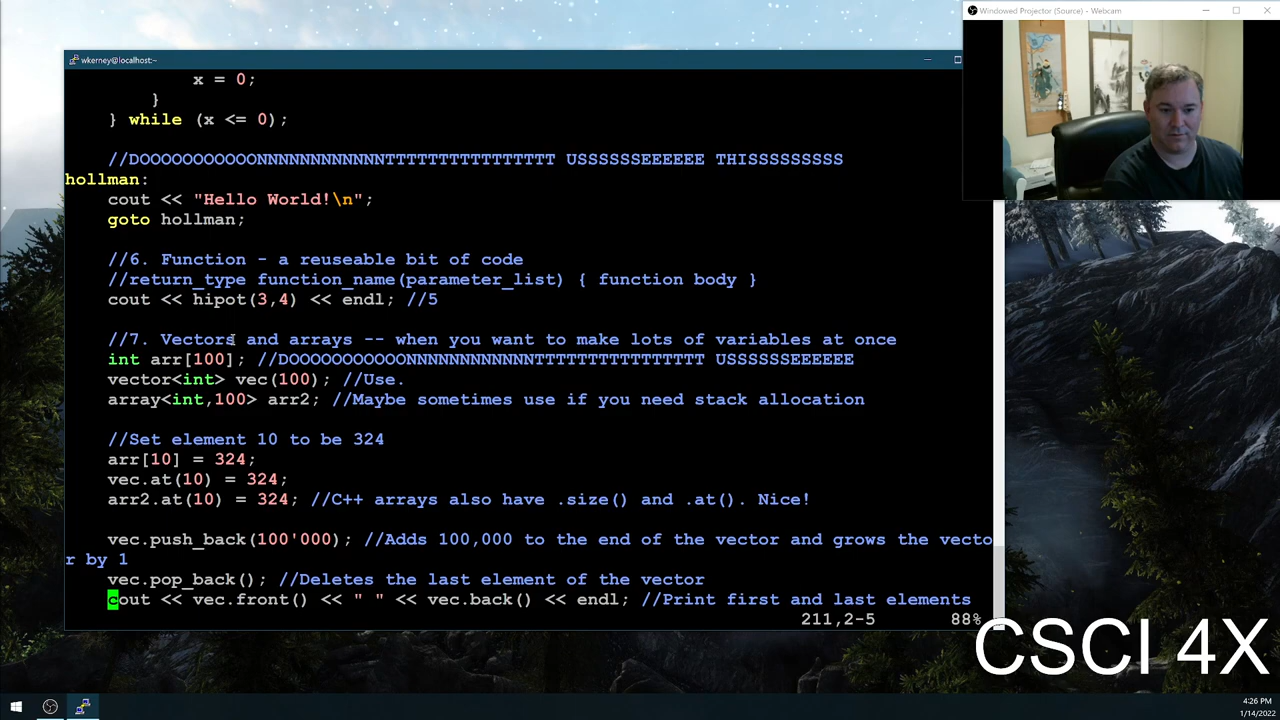 Windowed Projector (Source) - Webcam
wkerney@localhost:~
x = 0;
}
} while (x <= 0);
//DOOOOOOOOOOONNNNNNNNNNNNTTTTTTTTTTTTTTTT USSSSSSEEEEEE THISSSSSSSSS
hollman:
cout << "Hello World!\n";
goto hollman;
//6. Function - a reuseable bit of code
//return_type function_name(parameter_list) { function body }
cout << hipot(3,4) << endl; //5
//7. Vectors and arrays -- when you want to make lots of variables at once
int arr[100]; //DOOOOOOOOOOONNNNNNNNNNNNTTTTTTTTTTTTTTTT USSSSSSEEEEEE
vector<int> vec(100); //Use.
array<int,100> arr2; //Maybe sometimes use if you need stack allocation
//Set element 10 to be 324
arr[10] = 324;
vec.at(10) = 324;
arr2.at(10) = 324; //C++ arrays also have .size() and .at(). Nice!
vec.push_back(100'000); //Adds 100,000 to the end of the vector and grows the vecto
r by 1
vec.pop_back(); //Deletes the last element of the vector
cout << vec.front() << " " << vec.back() << endl; //Print first and last elements
211,2-5 88%
CSCI 4X
4:26 PM
1/14/2022